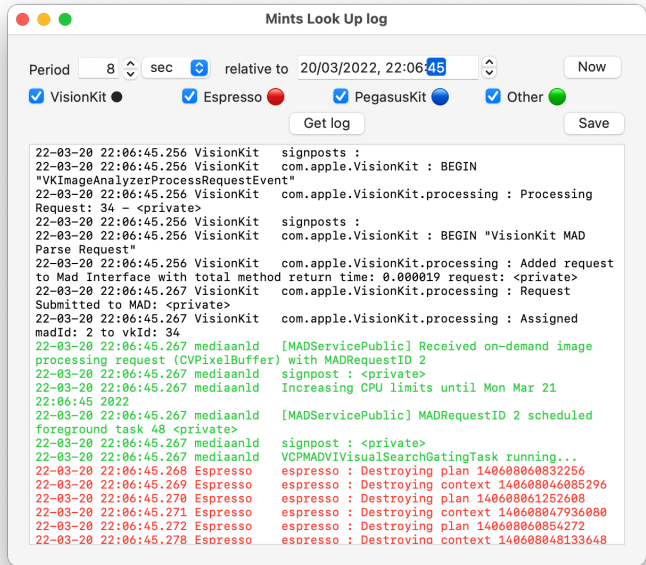 Mints Look Up log
Period 8 sec relative to 20/03/2022, 22:06:45 Now
VisionKit Espresso PegasusKit Other
Get log Save
22-03-20 22:06:45.256 VisionKit signposts :
22-03-20 22:06:45.256 VisionKit com.apple.VisionKit : BEGIN
"VKImageAnalyzerProcessRequestEvent"
22-03-20 22:06:45.256 VisionKit com.apple.VisionKit.processing : Processing
Request: 34 – <private>
22-03-20 22:06:45.256 VisionKit signposts :
22-03-20 22:06:45.256 VisionKit com.apple.VisionKit : BEGIN "VisionKit MAD
Parse Request"
22-03-20 22:06:45.256 VisionKit com.apple.VisionKit.processing : Added request
to Mad Interface with total method return time: 0.000019 request: <private>
22-03-20 22:06:45.267 VisionKit com.apple.VisionKit.processing : Request
Submitted to MAD: <private>
22-03-20 22:06:45.267 VisionKit com.apple.VisionKit.processing : Assigned
madId: 2 to vkId: 34
22-03-20 22:06:45.267 mediaanld [MADServicePublic] Received on-demand image
processing request (CVPixelBuffer) with MADRequestID 2
22-03-20 22:06:45.267 mediaanld signpost : <private>
22-03-20 22:06:45.267 mediaanld Increasing CPU limits until Mon Mar 21
22:06:45 2022
22-03-20 22:06:45.267 mediaanld [MADServicePublic] MADRequestID 2 scheduled
foreground task 48 <private>
22-03-20 22:06:45.267 mediaanld signpost : <private>
22-03-20 22:06:45.267 mediaanld VCPMADVIVisualSearchGatingTask running...
22-03-20 22:06:45.268 Espresso espresso : Destroying plan 140608060832256
22-03-20 22:06:45.269 Espresso espresso : Destroying context 140608046085296
22-03-20 22:06:45.270 Espresso espresso : Destroying plan 140608061252608
22-03-20 22:06:45.271 Espresso espresso : Destroying context 140608047936080
22-03-20 22:06:45.272 Espresso espresso : Destroying plan 140608060854272
22-03-20 22:06:45.278 Espresso espresso : Destroying context 140608048133648